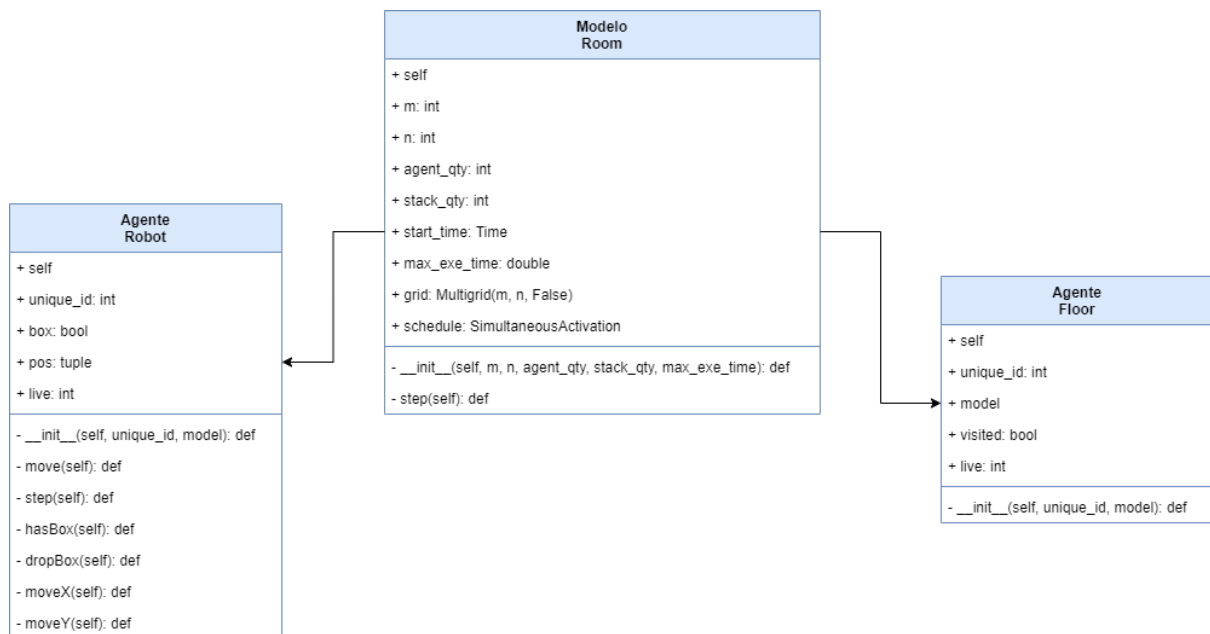 Modelo
Room
+ self
+ m: int
+ n: int
+ agent_qty: int
+ stack_qty: int
+ start_time: Time
+ max_exe_time: double
+ grid: Multigrid(m, n, False)
+ schedule: SimultaneousActivation
- __init__(self, m, n, agent_qty, stack_qty, max_exe_time): def
- step(self): def
Agente
Robot
+ self
+ unique_id: int
+ box: bool
+ pos: tuple
+ live: int
- __init__(self, unique_id, model): def
- move(self): def
- step(self): def
- hasBox(self): def
- dropBox(self): def
- moveX(self): def
- moveY(self): def
Agente
Floor
+ self
+ unique_id: int
+ model
+ visited: bool
+ live: int
- __init__(self, unique_id, model): def